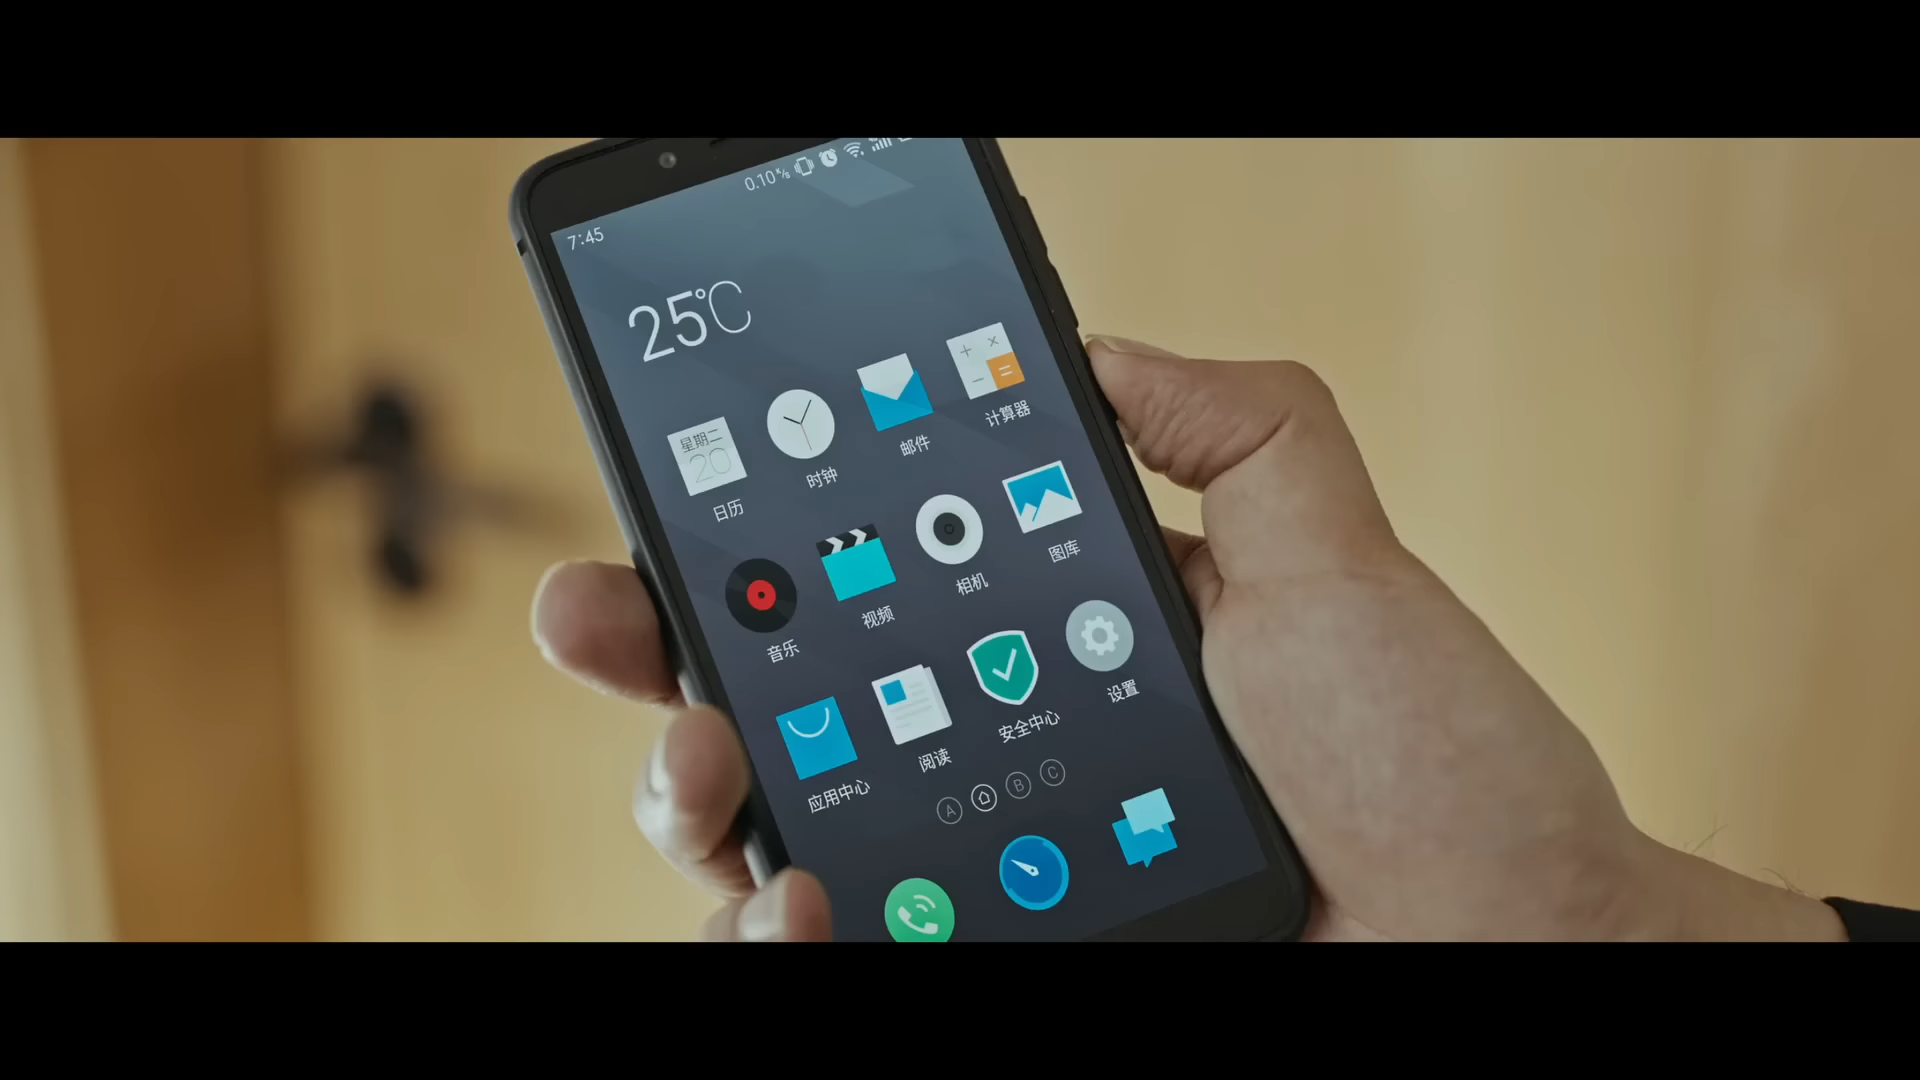 0.10 K/s
7:45
25℃
星期二
20
日历
时钟
邮件
计算器
音乐
视频
相机
图库
应用中心
阅读
安全中心
设置
A B C